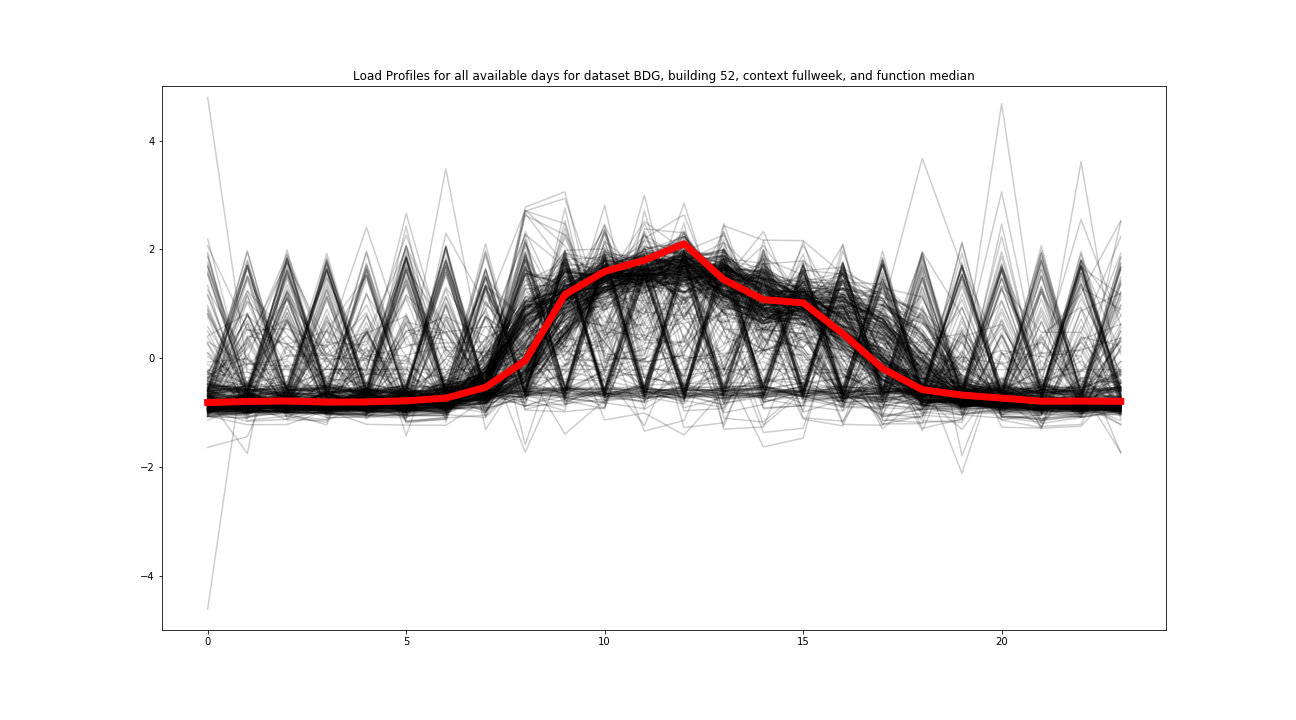 Load Profiles for all available days for dataset BDG, building 52, context fullweek, and function median
4
2
0
−2
−4
0 5 10 15 20